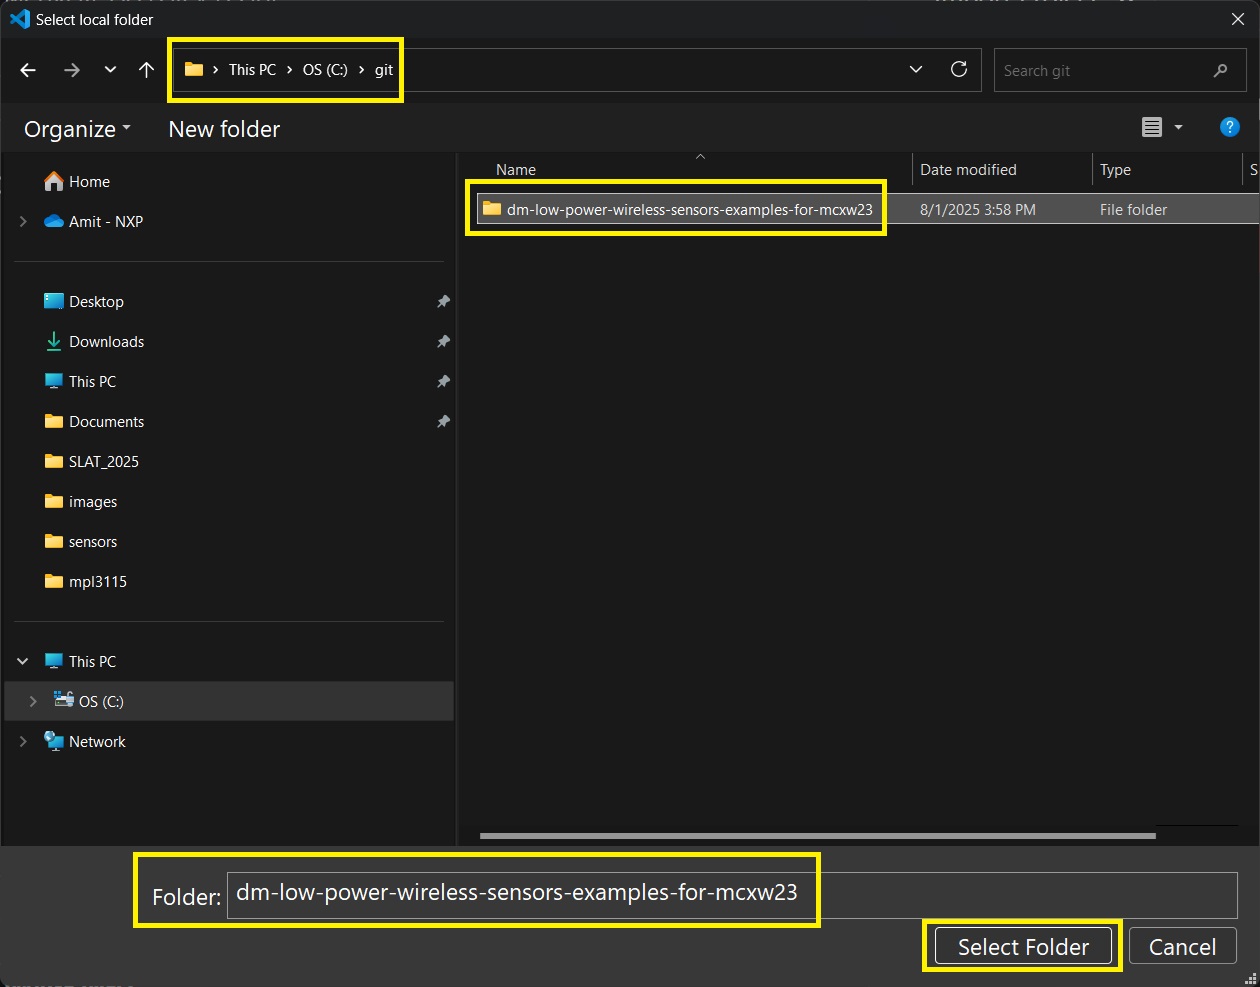 Select local folder
This PC > OS (C:) > git
Search git
Organize
New folder
?
Name
Date modified
Type
S
dm-low-power-wireless-sensors-examples-for-mcxw23
8/1/2025 3:58 PM
File folder
Home
Amit - NXP
Desktop
Downloads
This PC
Documents
SLAT_2025
images
sensors
mpl3115
This PC
OS (C:)
Network
Folder: dm-low-power-wireless-sensors-examples-for-mcxw23
Select Folder
Cancel